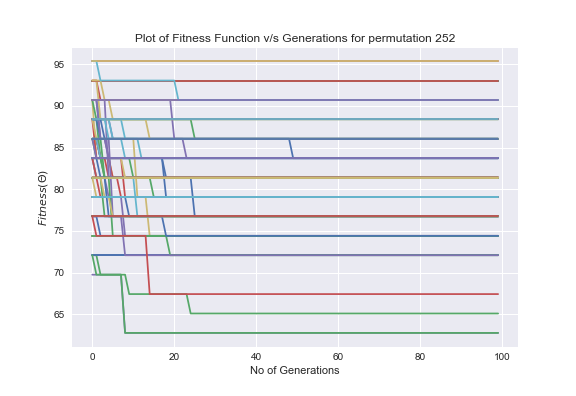 Plot of Fitness Function v/s Generations for permutation 252
95
90
85
80
75
70
65
Fitness(Θ)
0 20 40 60 80 100
No of Generations